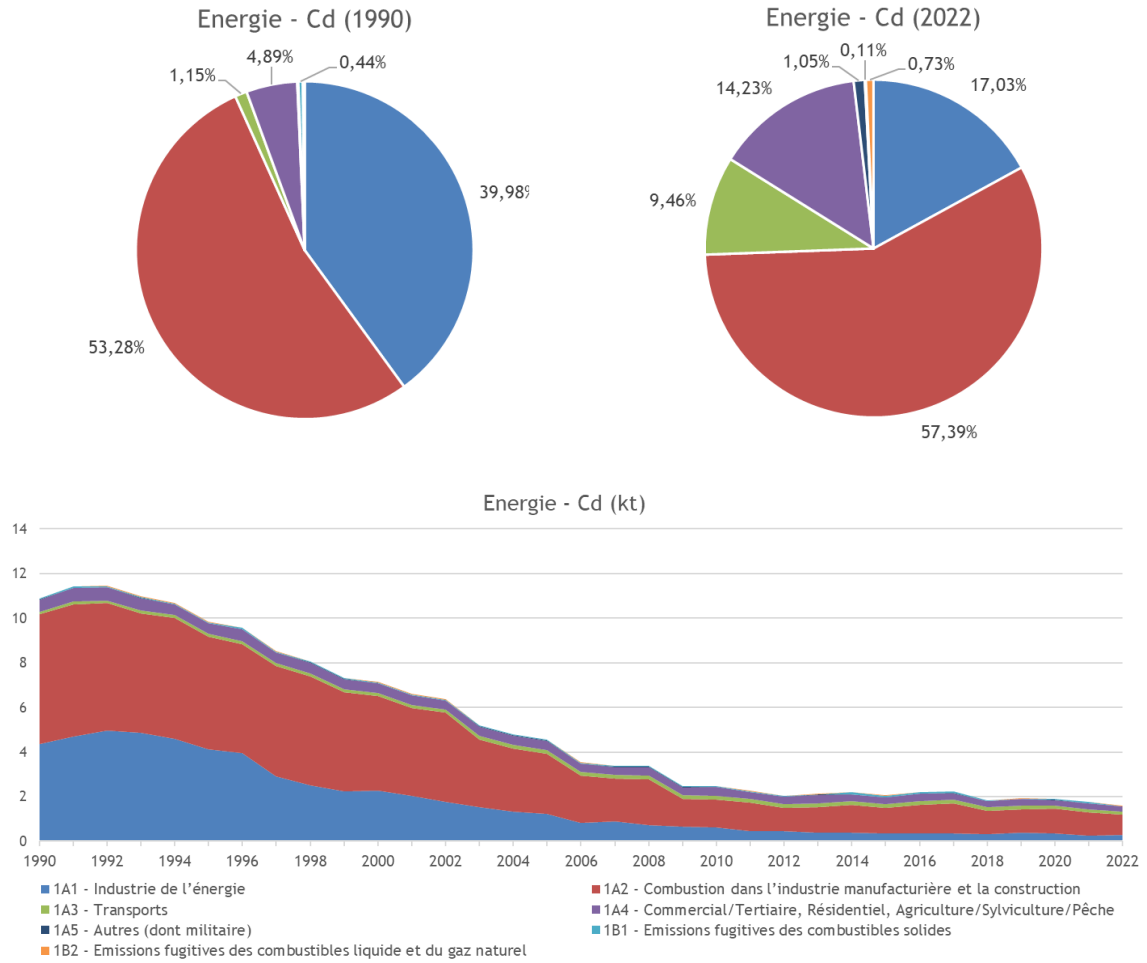 Energie - Cd (1990)
Energie - Cd (2022)
4,89%
0,44%
1,15%
39,98%
53,28%
0,11%
1,05%
0,73%
14,23%
17,03%
9,46%
57,39%
Energie - Cd (kt)
14
12
10
8
6
4
2
0
1990 1992 1994 1996 1998 2000 2002 2004 2006 2008 2010 2012 2014 2016 2018 2020 2022
1A1 - Industrie de l’énergie
1A2 - Combustion dans l’industrie manufacturière et la construction
1A3 - Transports
1A4 - Commercial/Tertiaire, Résidentiel, Agriculture/Sylviculture/Pêche
1A5 - Autres (dont militaire)
1B1 - Emissions fugitives des combustibles solides
1B2 - Emissions fugitives des combustibles liquide et du gaz naturel